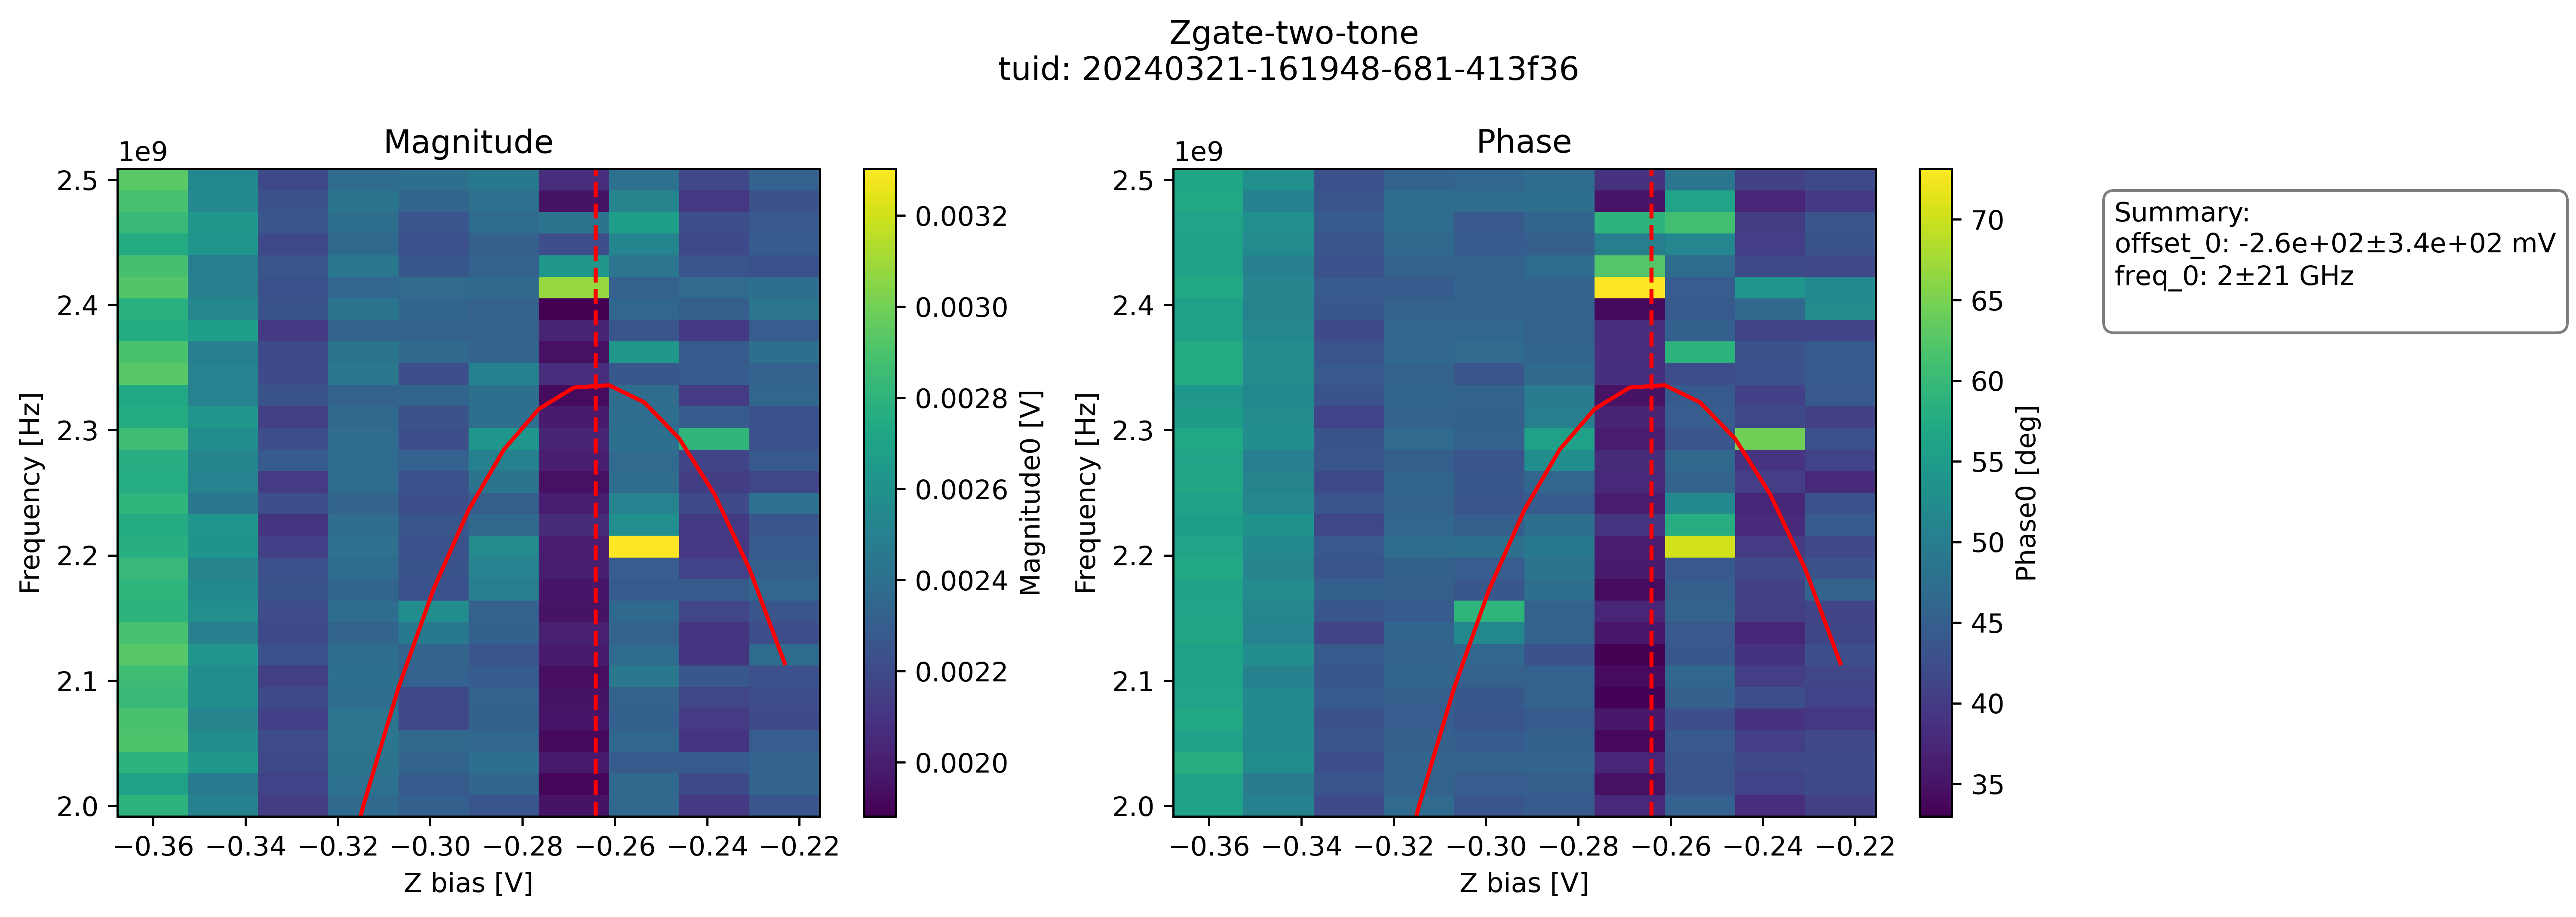 Zgate-two-tone
tuid: 20240321-161948-681-413f36
Magnitude
1e9
2.5
2.4
2.3
2.2
2.1
2.0
Frequency [Hz]
−0.36 −0.34 −0.32 −0.30 −0.28 −0.26 −0.24 −0.22
Z bias [V]
0.0032
0.0030
0.0028
0.0026
0.0024
0.0022
0.0020
Magnitude0 [V]
Phase
1e9
2.5
2.4
2.3
2.2
2.1
2.0
Frequency [Hz]
−0.36 −0.34 −0.32 −0.30 −0.28 −0.26 −0.24 −0.22
Z bias [V]
70
65
60
55
50
45
40
35
Phase0 [deg]
Summary:
offset_0: -2.6e+02±3.4e+02 mV
freq_0: 2±21 GHz